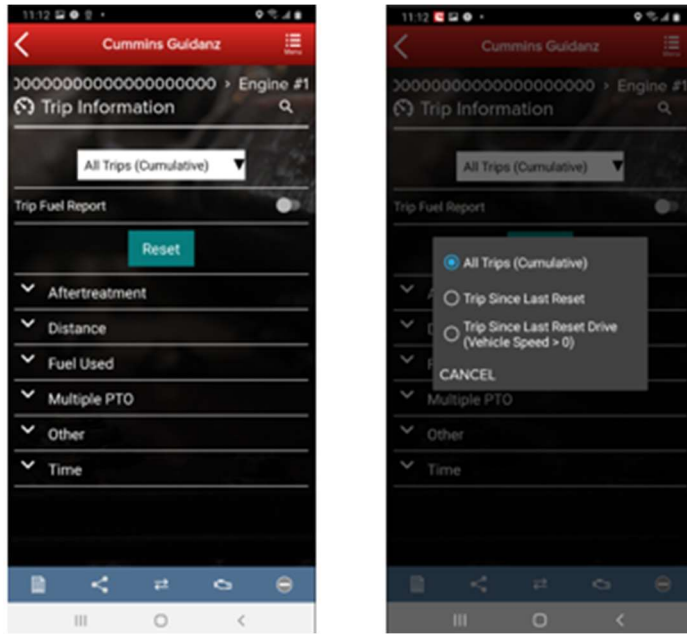 11:12
Cummins Guidanz
Menu
00000000000000000000 > Engine #1
Trip Information
All Trips (Cumulative)
Trip Fuel Report
Reset
Aftertreatment
Distance
Fuel Used
Multiple PTO
Other
Time
11:12
Cummins Guidanz
Menu
00000000000000000000 > Engine #1
Trip Information
All Trips (Cumulative)
Trip Fuel Report
All Trips (Cumulative)
Trip Since Last Reset
Trip Since Last Reset Drive
(Vehicle Speed > 0)
CANCEL
Multiple PTO
Other
Time